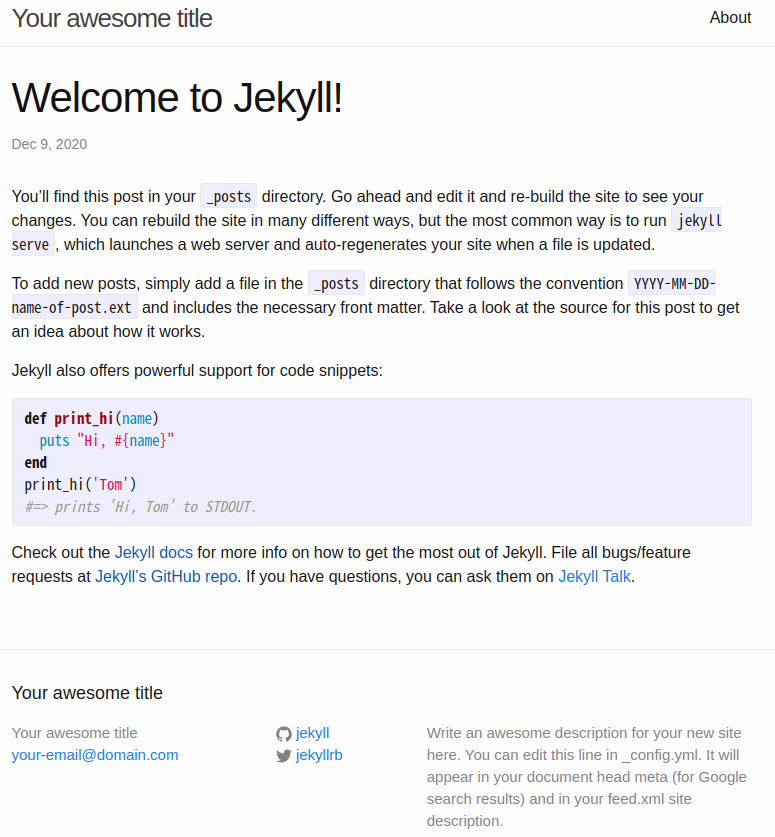 Your awesome title
About
Welcome to Jekyll!
Dec 9, 2020
You’ll find this post in your _posts directory. Go ahead and edit it and re-build the site to see your
changes. You can rebuild the site in many different ways, but the most common way is to run jekyll
serve, which launches a web server and auto-regenerates your site when a file is updated.
To add new posts, simply add a file in the _posts directory that follows the convention YYYY-MM-DD-
name-of-post.ext and includes the necessary front matter. Take a look at the source for this post to get
an idea about how it works.
Jekyll also offers powerful support for code snippets:
def print_hi(name)
  puts "Hi, #{name}"
end
print_hi('Tom')
#=> prints 'Hi, Tom' to STDOUT.
Check out the Jekyll docs for more info on how to get the most out of Jekyll. File all bugs/feature
requests at Jekyll’s GitHub repo. If you have questions, you can ask them on Jekyll Talk.
Your awesome title
Your awesome title
your-email@domain.com
jekyll
jekyllrb
Write an awesome description for your new site
here. You can edit this line in _config.yml. It will
appear in your document head meta (for Google
search results) and in your feed.xml site
description.